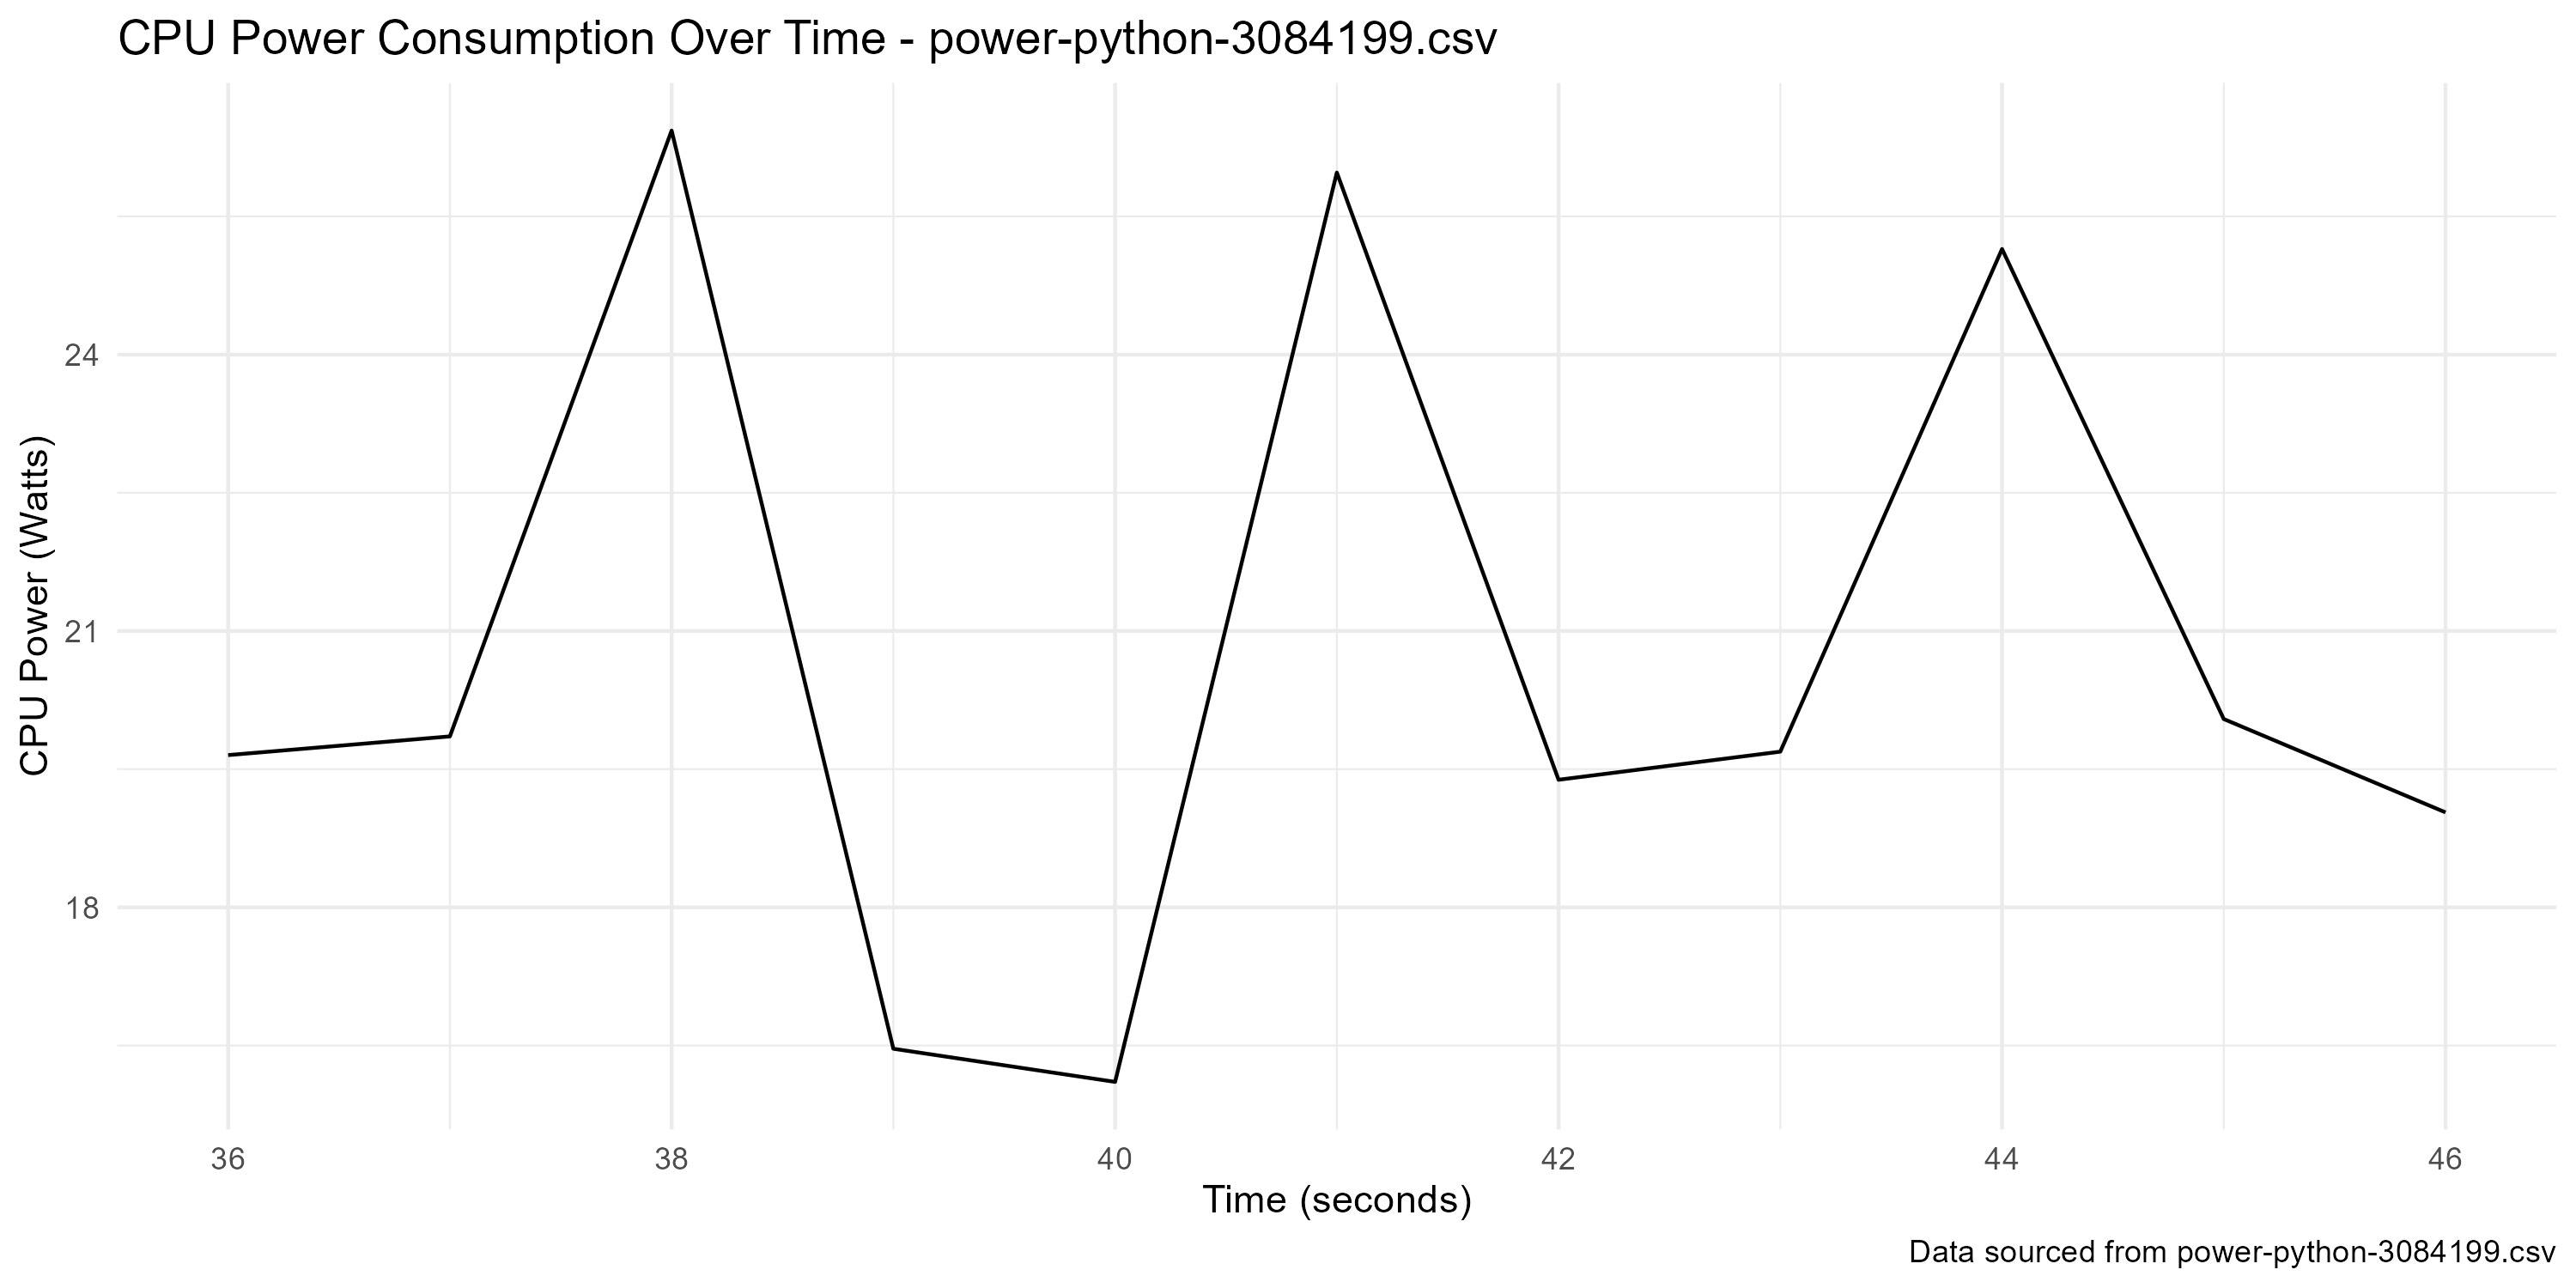 CPU Power Consumption Over Time - power-python-3084199.csv
CPU Power (Watts)
24
21
18
36 38 40 42 44 46
Time (seconds)
Data sourced from power-python-3084199.csv